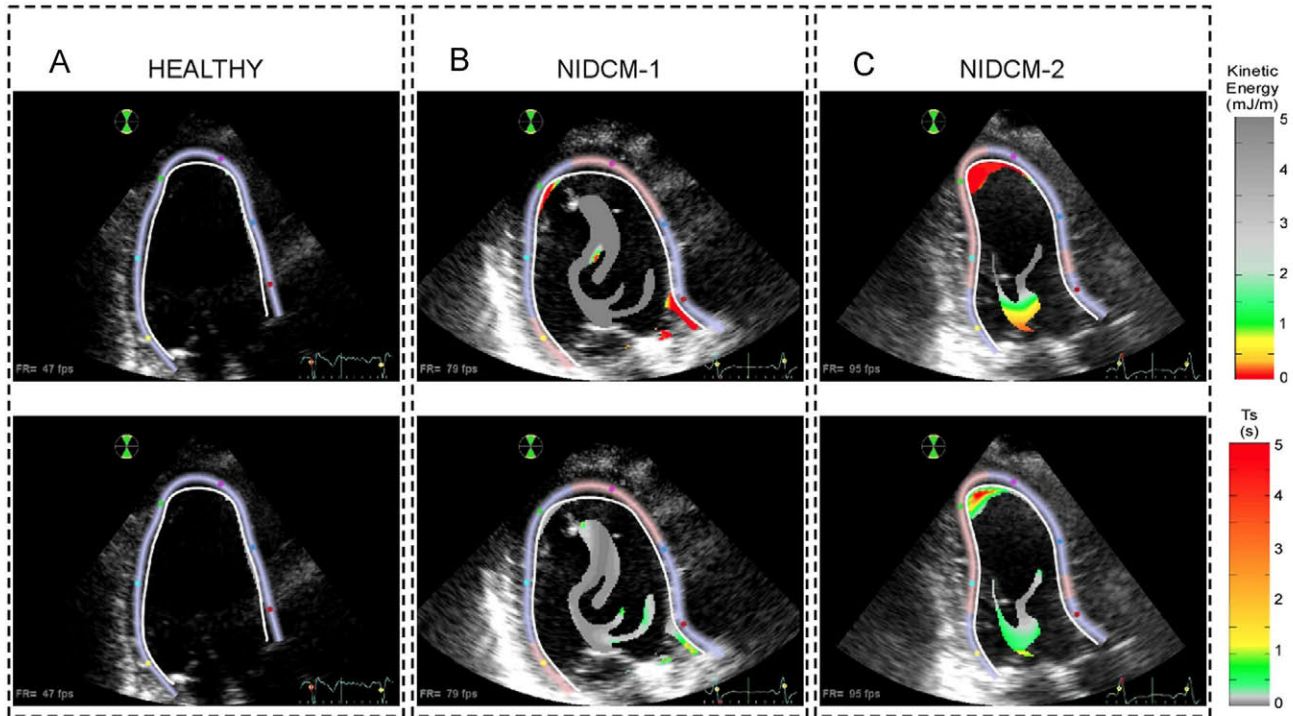 A
HEALTHY
B
NIDCM-1
C
NIDCM-2
Kinetic
Energy
(mJ/m)
5
4
3
2
1
0
FR= 47 fps
FR= 79 fps
FR= 95 fps
Ts
(s)
5
4
3
2
1
0
FR= 47 fps
FR= 79 fps
FR= 95 fps